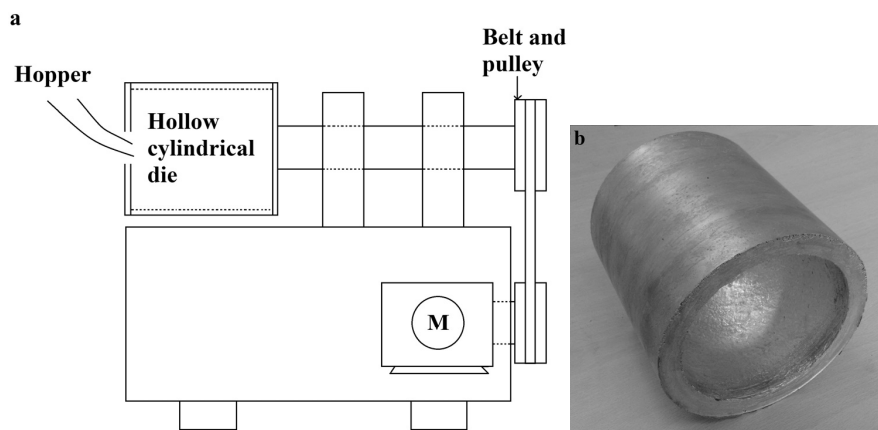 a
Belt and
pulley
Hopper
Hollow
cylindrical
die
M
b